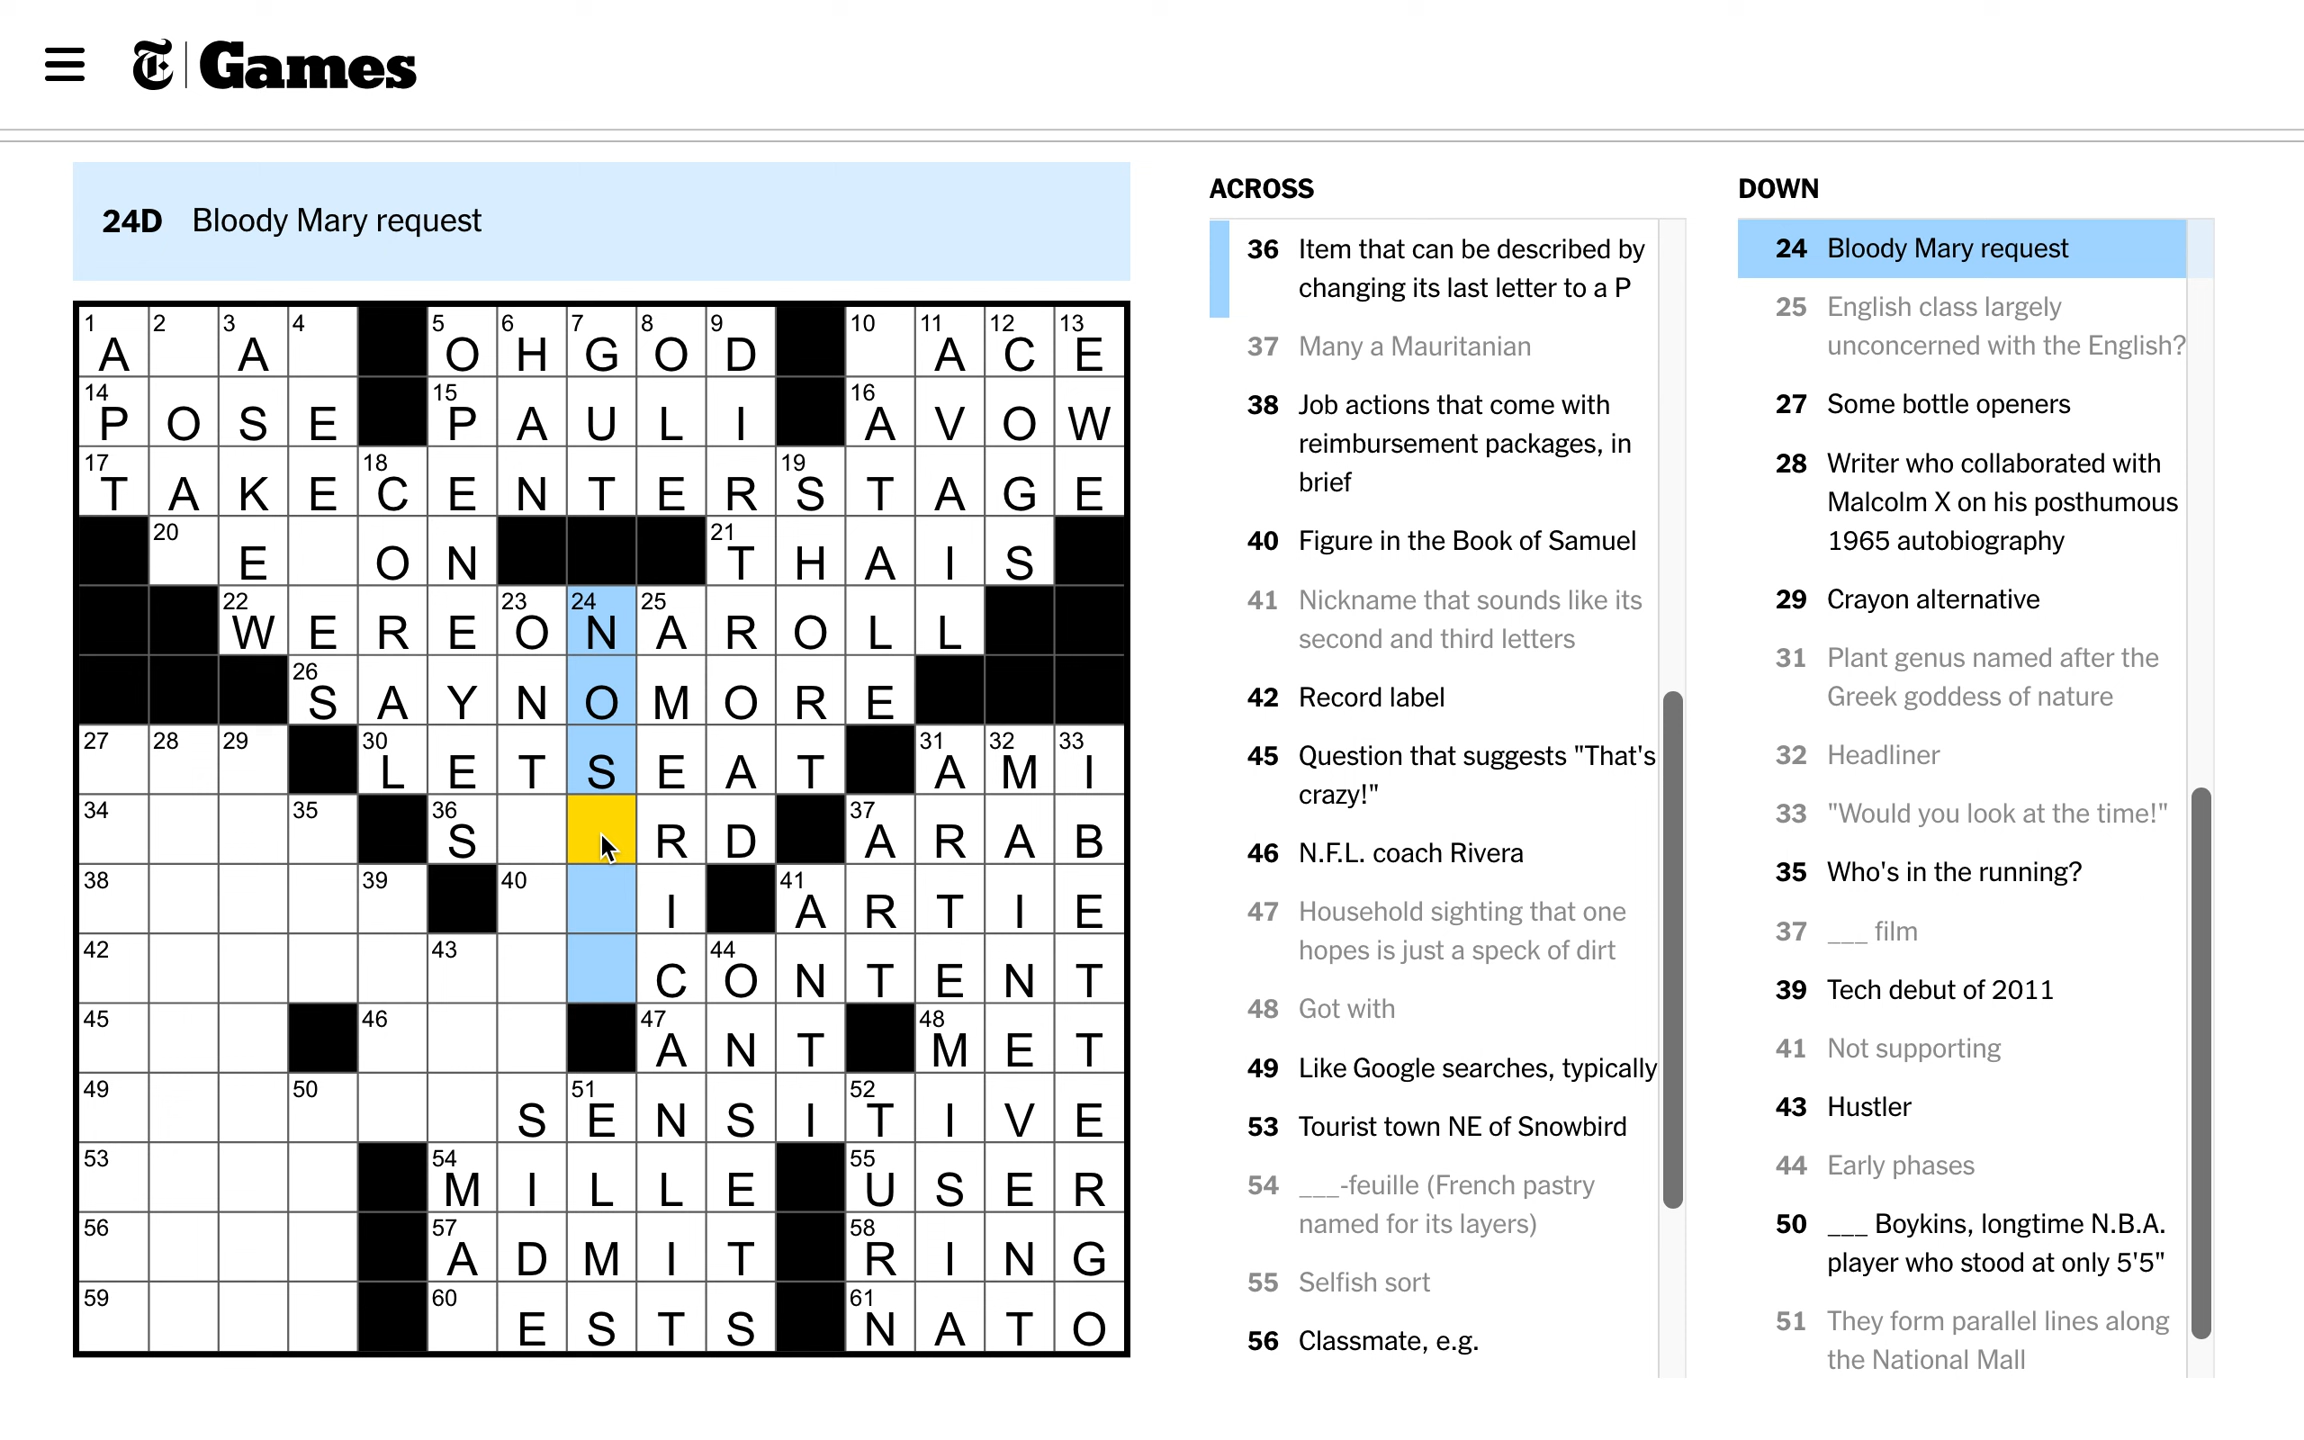 T Games
24D Bloody Mary request
1 2 3 4 5 6 7 8 9 10 11 12 13
A A O H G O D A C E
14 15 16
P O S E P A U L I A V O W
17 18 19
T A K E C E N T E R S T A G E
20 21
E O N T H A I S
22 23 24 25
W E R E O N A R O L L
26
S A Y N O M O R E
27 28 29 30 31 32 33
L E T S E A T A M I
34 35 36 37
S R D A R A B
38 39 40 41
I A R T I E
42 43 44
C O N T E N T
45 46 47 48
A N T M E T
49 50 51 52
S E N S I T I V E
53 54 55
M I L L E U S E R
56 57 58
A D M I T R I N G
59 60 61
E S T S N A T O
ACROSS
36 Item that can be described by
changing its last letter to a P
37 Many a Mauritanian
38 Job actions that come with
reimbursement packages, in
brief
40 Figure in the Book of Samuel
41 Nickname that sounds like its
second and third letters
42 Record label
45 Question that suggests "That's
crazy!"
46 N.F.L. coach Rivera
47 Household sighting that one
hopes is just a speck of dirt
48 Got with
49 Like Google searches, typically
53 Tourist town NE of Snowbird
54 ___-feuille (French pastry
named for its layers)
55 Selfish sort
56 Classmate, e.g.
DOWN
24 Bloody Mary request
25 English class largely
unconcerned with the English?
27 Some bottle openers
28 Writer who collaborated with
Malcolm X on his posthumous
1965 autobiography
29 Crayon alternative
31 Plant genus named after the
Greek goddess of nature
32 Headliner
33 "Would you look at the time!"
35 Who's in the running?
37 ___ film
39 Tech debut of 2011
41 Not supporting
43 Hustler
44 Early phases
50 ___ Boykins, longtime N.B.A.
player who stood at only 5'5"
51 They form parallel lines along
the National Mall